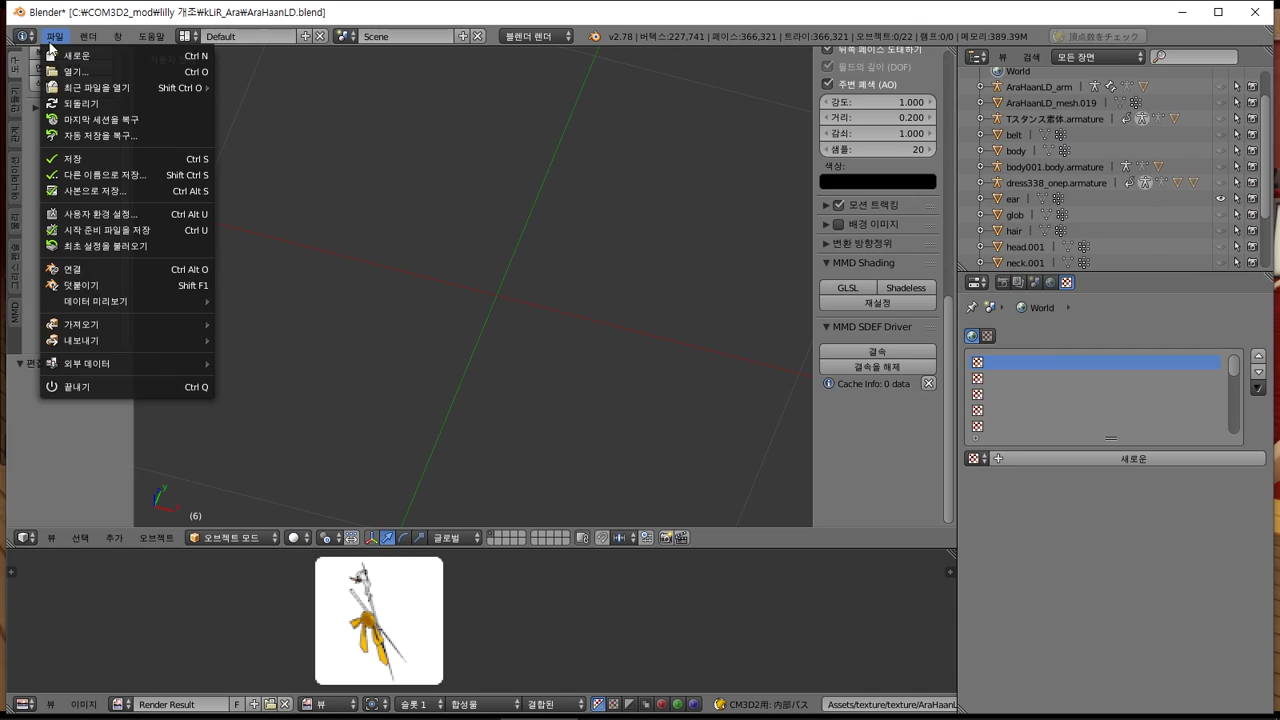 Blender* [C:\COM3D2_mod\lilly 개조\kLiR_Ara\AraHaanLD.blend]
파일 렌더 창 도움말 Default Scene 블렌더 렌더 v2.78 | 버텍스:227,741 | 페이스:366,321 | 트라이:366,321 | 오브젝트:22 | 램프:0/0 | 메모리:389.39M 頂点数をチェック
새로운 Ctrl N
열기... Ctrl O
최근 파일을 열기 Shift Ctrl O
되돌리기
마지막 세션을 복구
자동 저장을 복구...
저장 Ctrl S
다른 이름으로 저장... Shift Ctrl S
사본으로 저장... Ctrl Alt S
사용자 환경 설정... Ctrl Alt U
시작 준비 파일을 저장 Ctrl U
최초 설정을 불러오기
연결 Ctrl Alt O
덧붙이기 Shift F1
데이터 미리보기
가져오기
내보내기
외부 데이터
끝내기 Ctrl Q
관계
애니메이션
물리
MMD
뒤쪽 페이스 도태하기
필드의 깊이 (DOF)
주변 폐색 (AO)
강도: 1.000
거리: 0.200
감쇠: 1.000
샘플: 20
색상:
모션 트랙킹
배경 이미지
변환 방향정위
MMD Shading
GLSL Shadeless
재설정
MMD SDEF Driver
결속
결속을 해제
Cache Info: 0 data
뷰 검색 모든 장면
World
AraHaanLD_arm
AraHaanLD_mesh.019
Tスタンス素体.armature
belt
body
body001.body.armature
dress338_onep.armature
ear
glob
hair
head.001
neck.001
World
새로운
y
x
(6)
뷰 선택 추가 오브젝트 오브젝트 모드 글로벌
뷰 이미지 Render Result F 뷰 슬롯 1 합성물 결합된 CM3D2用: 内部パス Assets/texture/texture/AraHaanL